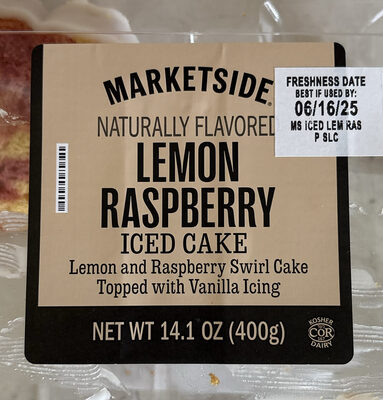 MARKETSIDE®
FRESHNESS DATE
BEST IF USED BY:
06/16/25
MS ICED LEM RAS
P SLC
NATURALLY FLAVORED
LEMON
RASPBERRY
ICED CAKE
Lemon and Raspberry Swirl Cake
Topped with Vanilla Icing
NET WT 14.1 OZ (400g)
KOSHER
COR
DAIRY